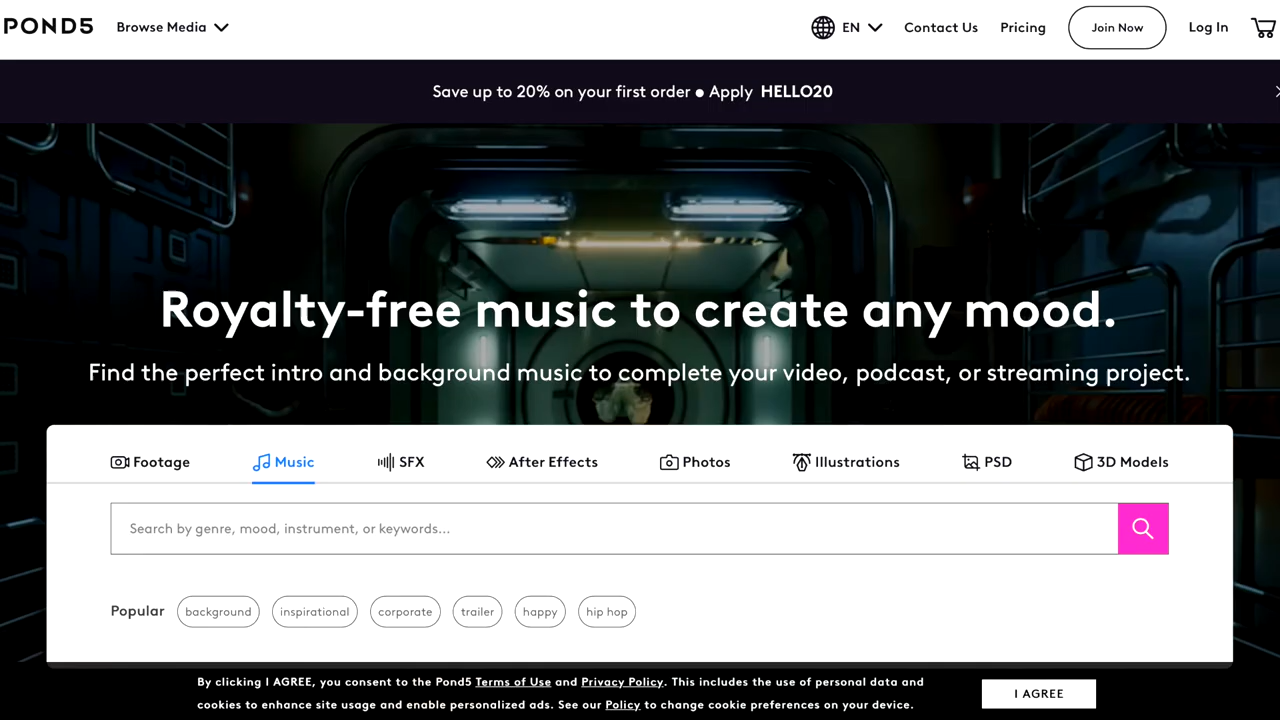 POND5 Browse Media EN Contact Us Pricing Join Now Log In
Save up to 20% on your first order ● Apply HELLO20
Royalty-free music to create any mood.
Find the perfect intro and background music to complete your video, podcast, or streaming project.
Footage Music SFX After Effects Photos Illustrations PSD 3D Models
Search by genre, mood, instrument, or keywords...
Popular background inspirational corporate trailer happy hip hop
By clicking I AGREE, you consent to the Pond5 Terms of Use and Privacy Policy. This includes the use of personal data and
cookies to enhance site usage and enable personalized ads. See our Policy to change cookie preferences on your device.
I AGREE